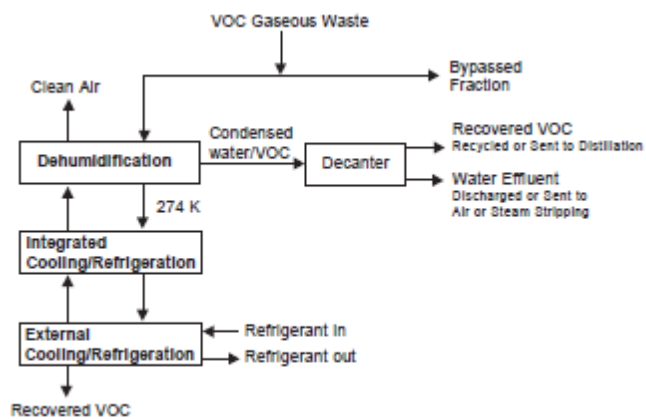 VOC Gaseous Waste
Clean Air
Bypassed
Fraction
Dehumidification
Condensed
water/VOC
Decanter
Recovered VOC
Recycled or Sent to Distillation
Water Effluent
Discharged or Sent to
Air or Steam Stripping
274 K
Integrated
Cooling/Refrigeration
External
Cooling/Refrigeration
Refrigerant in
Refrigerant out
Recovered VOC